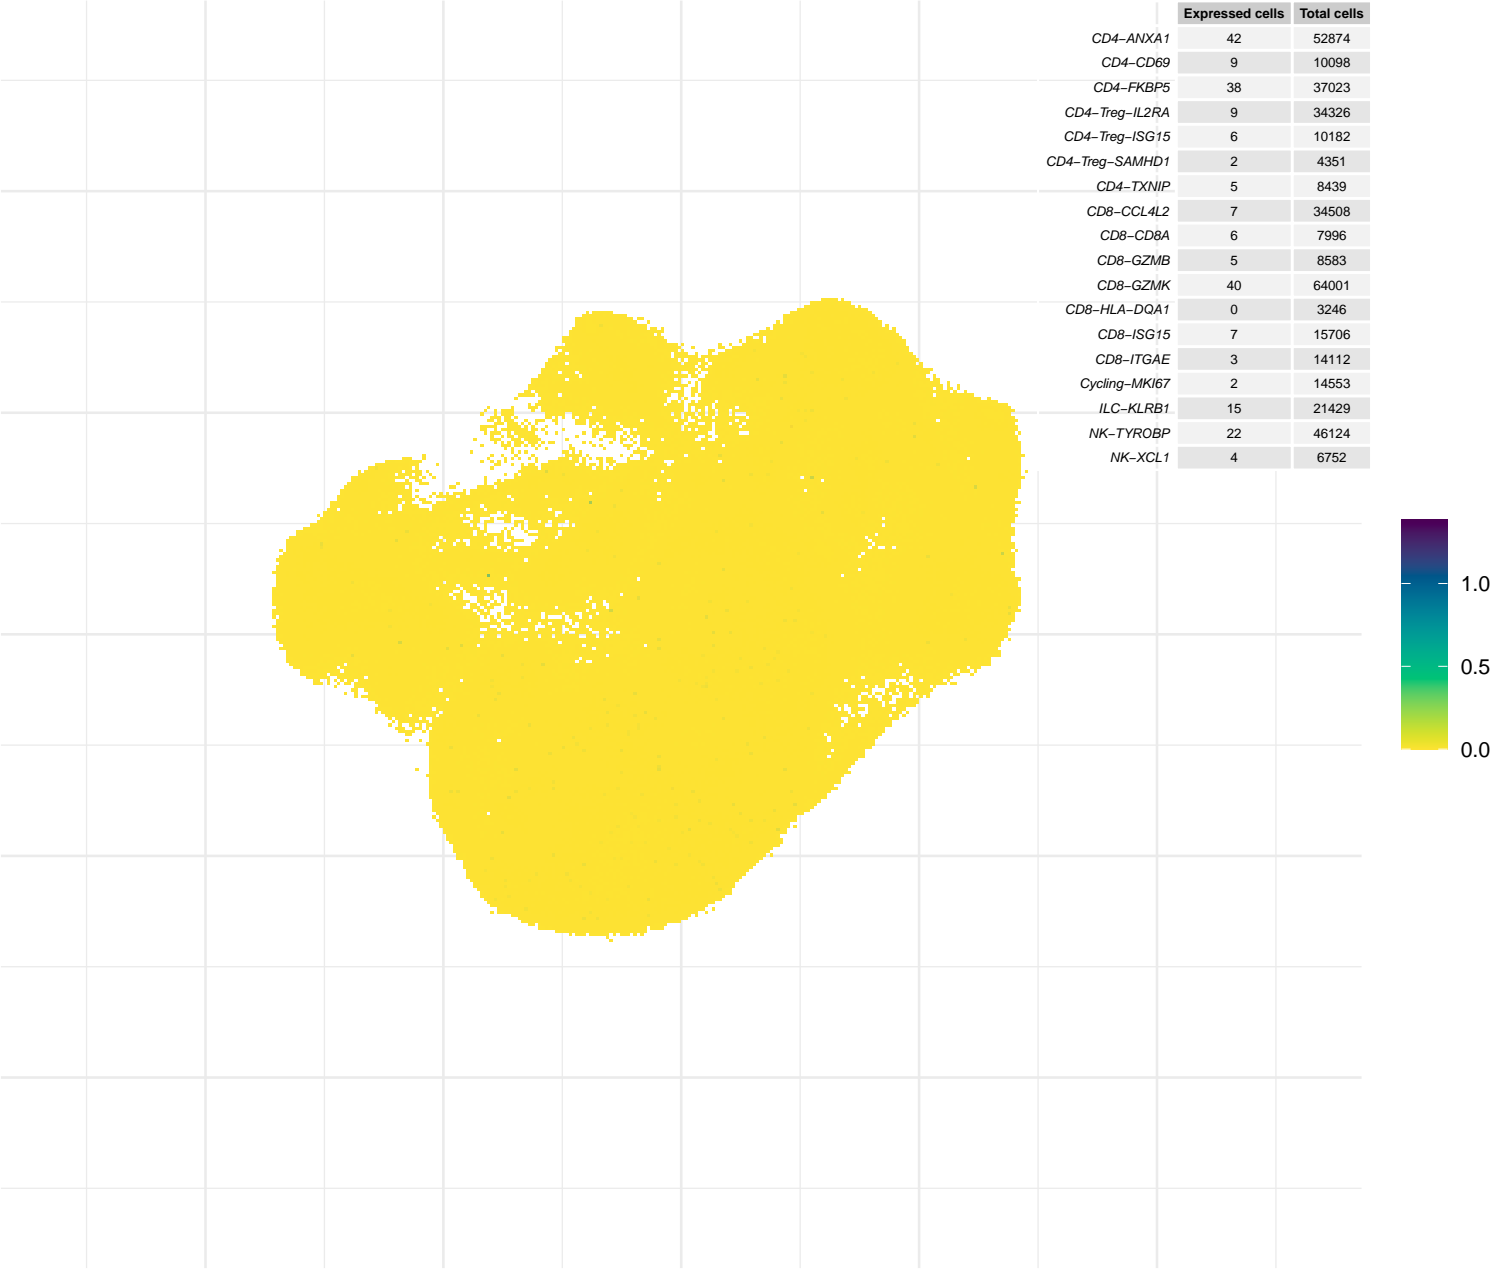 Expressed cells Total cells
CD4−ANXA1 42 52874
CD4−CD69 9 10098
CD4−FKBP5 38 37023
CD4−Treg−IL2RA 9 34326
CD4−Treg−ISG15 6 10182
CD4−Treg−SAMHD1 2 4351
CD4−TXNIP 5 8439
CD8−CCL4L2 7 34508
CD8−CD8A 6 7996
CD8−GZMB 5 8583
CD8−GZMK 40 64001
CD8−HLA−DQA1 0 3246
CD8−ISG15 7 15706
CD8−ITGAE 3 14112
Cycling−MKI67 2 14553
ILC−KLRB1 15 21429
NK−TYROBP 22 46124
NK−XCL1 4 6752
1.0
0.5
0.0